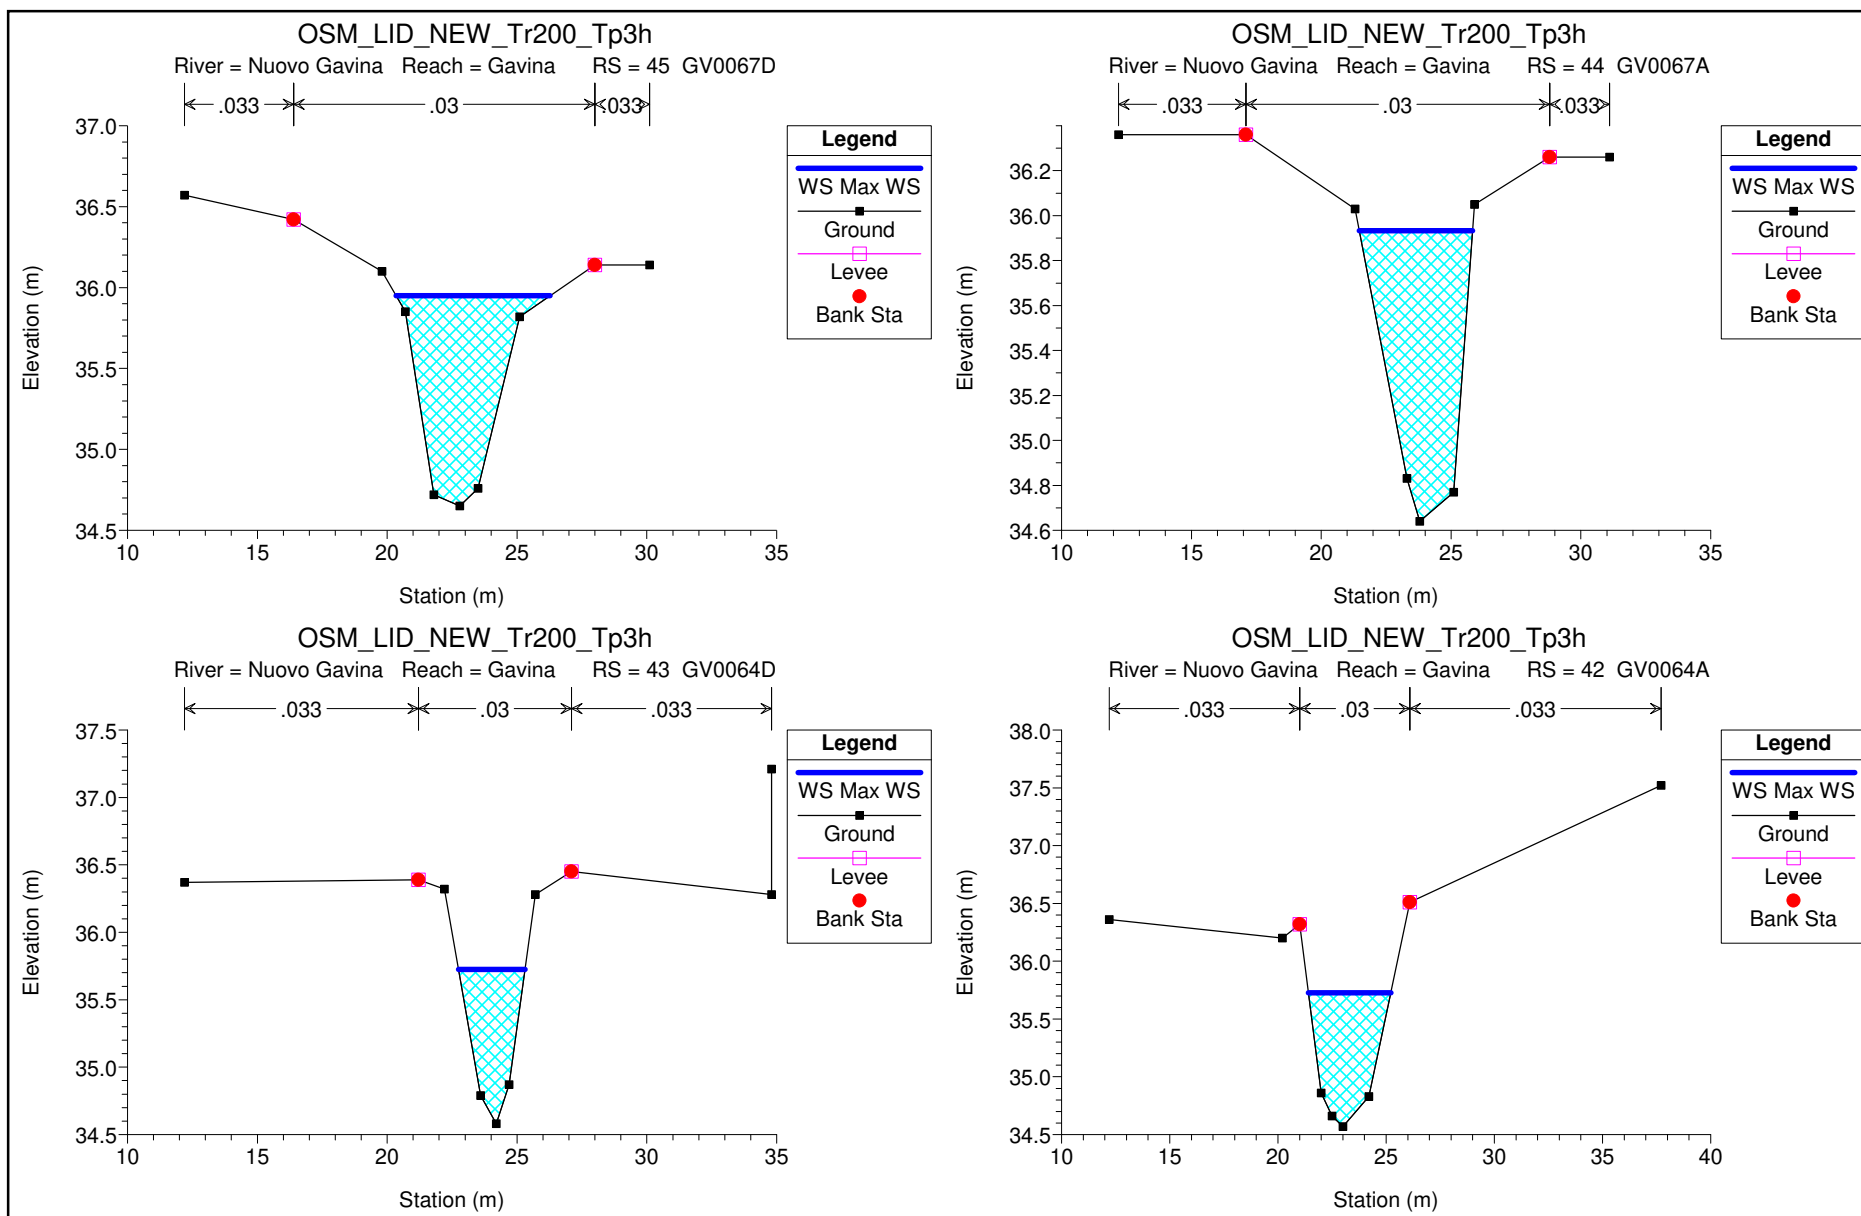 OSM_LID_NEW_Tr200_Tp3h
River = Nuovo Gavina Reach = Gavina RS = 45 GV0067D
.033 .03 .033
37.0
36.5
36.0
35.5
35.0
34.5
Elevation (m)
10 15 20 25 30 35
Station (m)
Legend
WS Max WS
Ground
Levee
Bank Sta
OSM_LID_NEW_Tr200_Tp3h
River = Nuovo Gavina Reach = Gavina RS = 44 GV0067A
.033 .03 .033
36.2
36.0
35.8
35.6
35.4
35.2
35.0
34.8
34.6
Elevation (m)
10 15 20 25 30 35
Station (m)
Legend
WS Max WS
Ground
Levee
Bank Sta
OSM_LID_NEW_Tr200_Tp3h
River = Nuovo Gavina Reach = Gavina RS = 43 GV0064D
.033 .03 .033
37.5
37.0
36.5
36.0
35.5
35.0
34.5
Elevation (m)
10 15 20 25 30 35
Station (m)
Legend
WS Max WS
Ground
Levee
Bank Sta
OSM_LID_NEW_Tr200_Tp3h
River = Nuovo Gavina Reach = Gavina RS = 42 GV0064A
.033 .03 .033
38.0
37.5
37.0
36.5
36.0
35.5
35.0
34.5
Elevation (m)
10 15 20 25 30 35 40
Station (m)
Legend
WS Max WS
Ground
Levee
Bank Sta